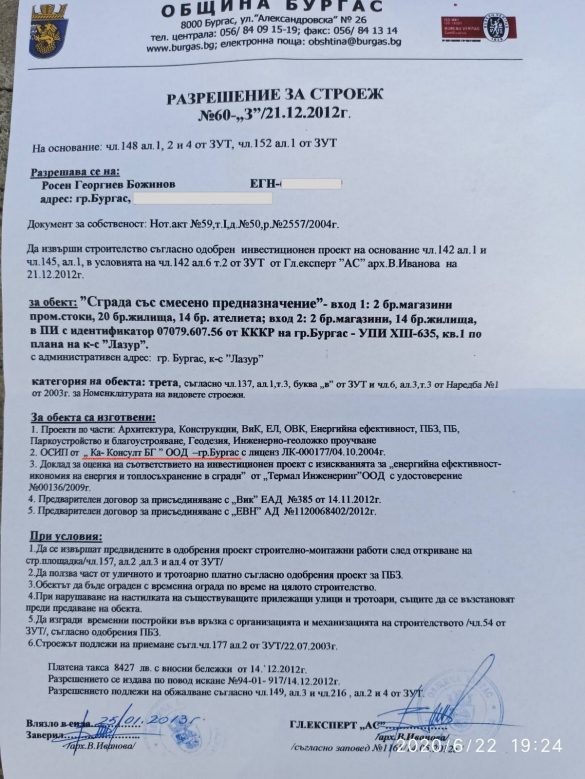 ОБЩИНА БУРГАС
8000 Бургас, ул."Александровска" № 26
тел. централа: 056/ 84 09 15-19; факс: 056/ 84 13 14
www.burgas.bg; електронна поща: obshtina@burgas.bg
РАЗРЕШЕНИЕ ЗА СТРОЕЖ
№60-„З”/21.12.2012г.
На основание: чл.148 ал.1, 2 и 4 от ЗУТ, чл.152 ал.1 от ЗУТ
Разрешава се на:
Росен Георгиев Божинов ЕГН-
адрес: гр.Бургас,
Документ за собственост: Нот.акт №59,т.I,д.№50,р.№2557/2004г.
Да извърши строителство съгласно одобрен инвестиционен проект на основание чл.142 ал.1 и
чл.145, ал.1, в условията на чл.142 ал.6 т.2 от ЗУТ от Гл.експерт "АС" арх.В.Иванова на
21.12.2012г.
за обект: "Сграда със смесено предназначение"- вход 1: 2 бр.магазини
пром.стоки, 20 бр.жилища, 14 бр. ателиета; вход 2: 2 бр.магазини, 14 бр.жилища,
в ПИ с идентификатор 07079.607.56 от КККР на гр.Бургас - УПИ ХІІІ-635, кв.1 по
плана на к-с "Лазур".
с административен адрес: гр. Бургас, к-с "Лазур"
категория на обекта: трета, съгласно чл.137, ал.1,т.3, буква „в” от ЗУТ и чл.6, ал.3,т.3 от Наредба №1
от 2003г. за Номенклатурата на видовете строежи.
За обекта са изготвени:
1. Проекти по части: Архитектура, Конструкции, ВиК, ЕЛ, ОВК, Енергийна ефективност, ПБЗ, ПБ,
Паркоустройство и благоустрояване, Геодезия, Инженерно-геоложко проучване
2. ОСИП от „ Ка- Консулт БГ ” ООД –гр.Бургас с лиценз ЛК-000177/04.10.2004г.
3. Доклад за оценка на съответствието на инвестиционен проект с изискванията за „енергийна ефективност-
икономия на енергия и топлосъхранение в сгради” от „Термал Инженеринг”ООД с удостоверение
№00136/2009г.
4. Предварителен договор за присъединяване с „Вик” ЕАД №385 от 14.11.2012г.
5. Предварителен договор за присъединяване с „ЕВН” АД №1120068402/2012г.
При условия:
1.Да се извършат предвидените в одобрения проект строително-монтажни работи след откриване на
стр.площадка/чл.157, ал.2 ,ал.3 и ал.4 от ЗУТ/
2.Да ползва част от уличното и тротоарно платно съгласно одобрения проект за ПБЗ.
3.Обектът да бъде ограден с временна ограда по време на цялото строителство.
4.При нарушаване на настилката на съществуващите прилежащи улици и тротоари, същите да се възстановят
преди предаване на обекта.
5.Да изгради временни постройки във връзка с организацията и механизацията на строителството /чл.54 от
ЗУТ/, съгласно одобрения ПБЗ.
6.Строежът подлежи на приемане съгл.чл.177 ал.2 от ЗУТ/22.07.2003г.
Платена такса 8427 лв. с вносни бележки от 14.12.2012г.
Разрешението се издава по повод искане №94-01- 917/14.12.2012г.
Разрешението подлежи на обжалване съгласно чл.149, ал.3 и чл.216 , ал.2 и 4 от ЗУТ.
Влязло в сила 25/01.2013г.
Заверил
/арх.В.Иванова/
ГЛ.ЕКСПЕРТ „АС”
/арх.В.Иванова/
/съгласно заповед
2020/6/22 19:24